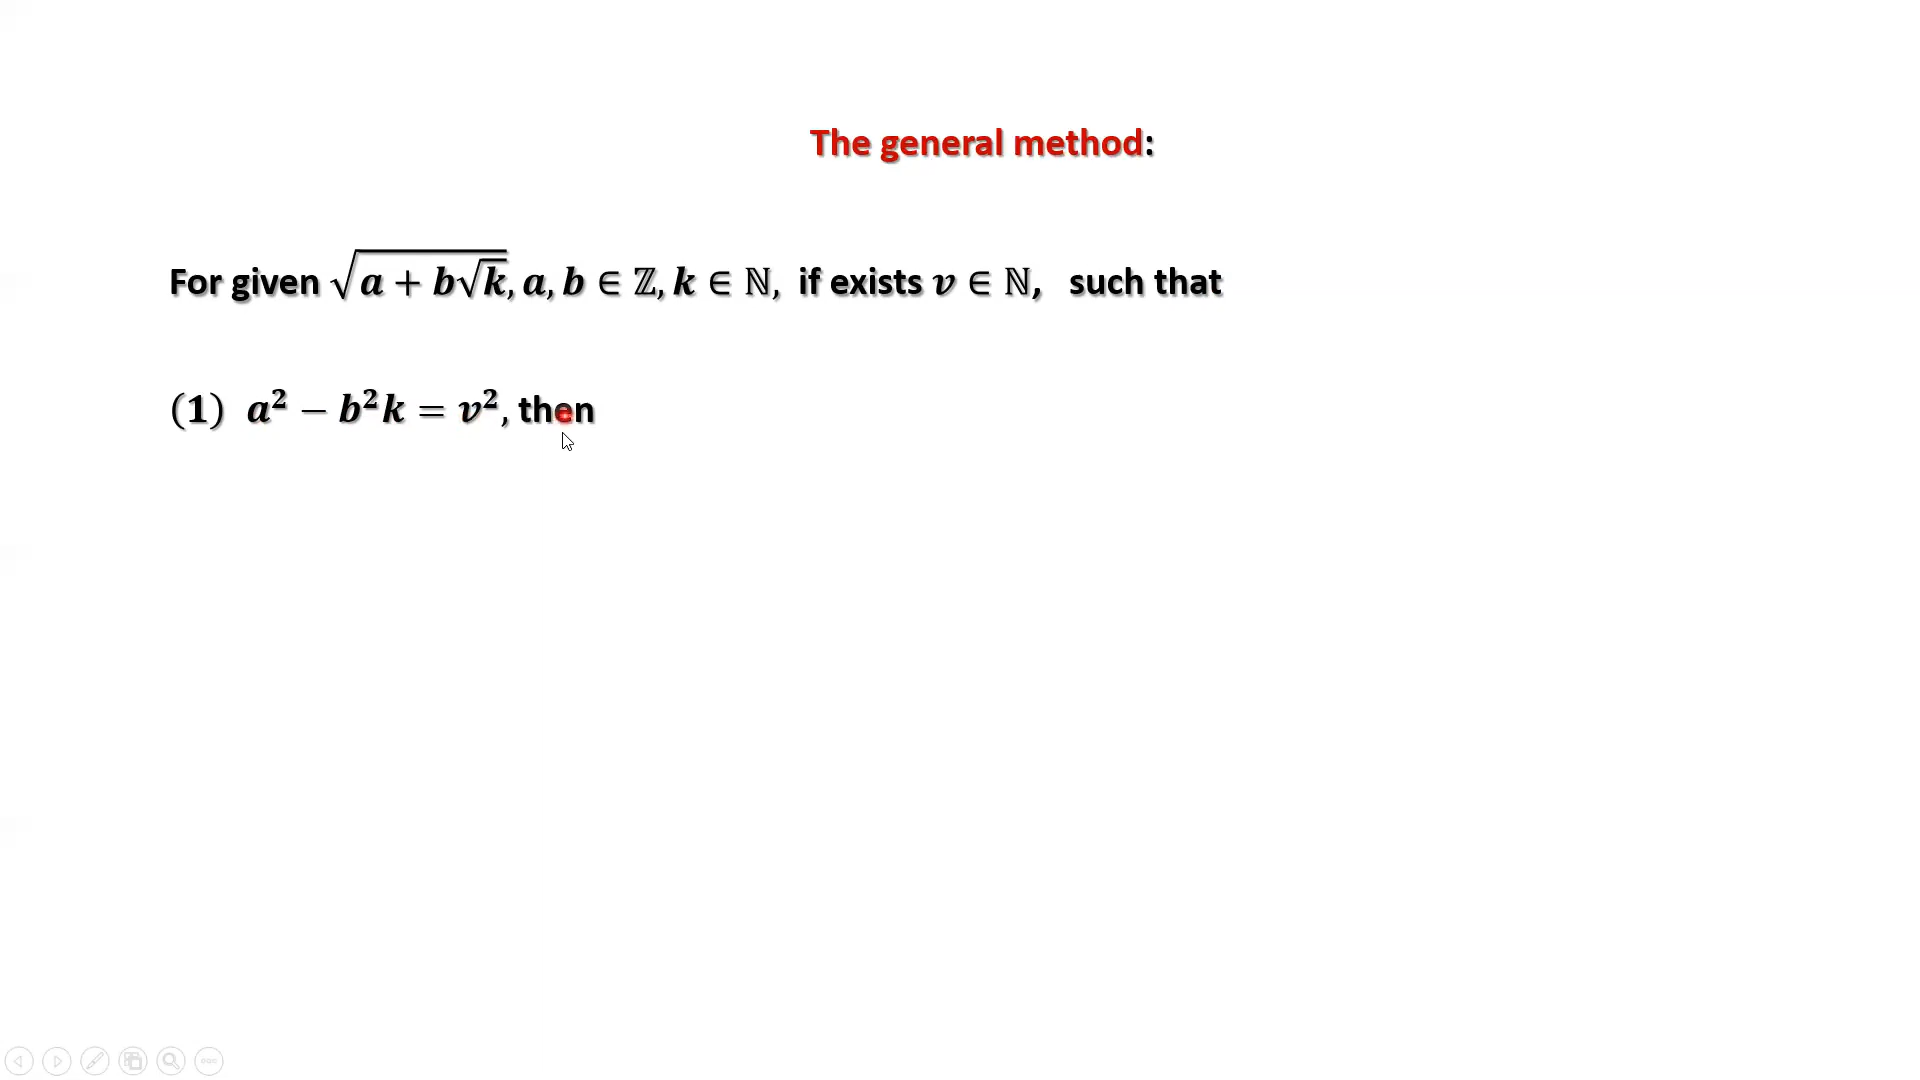 The general method:
For given √(a + b√k), a, b ∈ ℤ, k ∈ ℕ, if exists v ∈ ℕ, such that
(1) a² − b²k = v², then